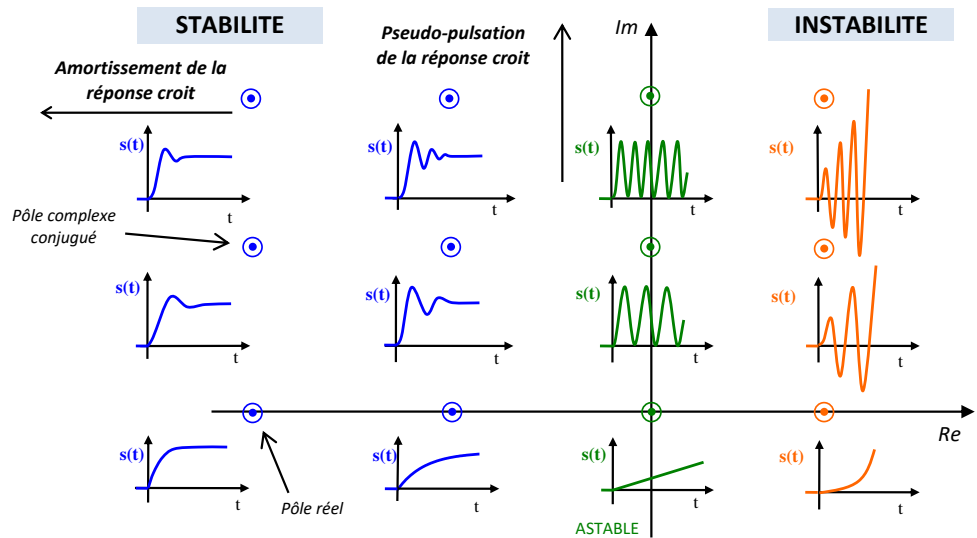 STABILITE
Pseudo-pulsation
de la réponse croit
Im
INSTABILITE
Amortissement de la
réponse croit
s(t)
t
s(t)
t
s(t)
t
s(t)
t
Pôle complexe
conjugué
s(t)
t
s(t)
t
s(t)
t
s(t)
t
Re
s(t)
t
s(t)
t
s(t)
t
s(t)
t
Pôle réel
ASTABLE